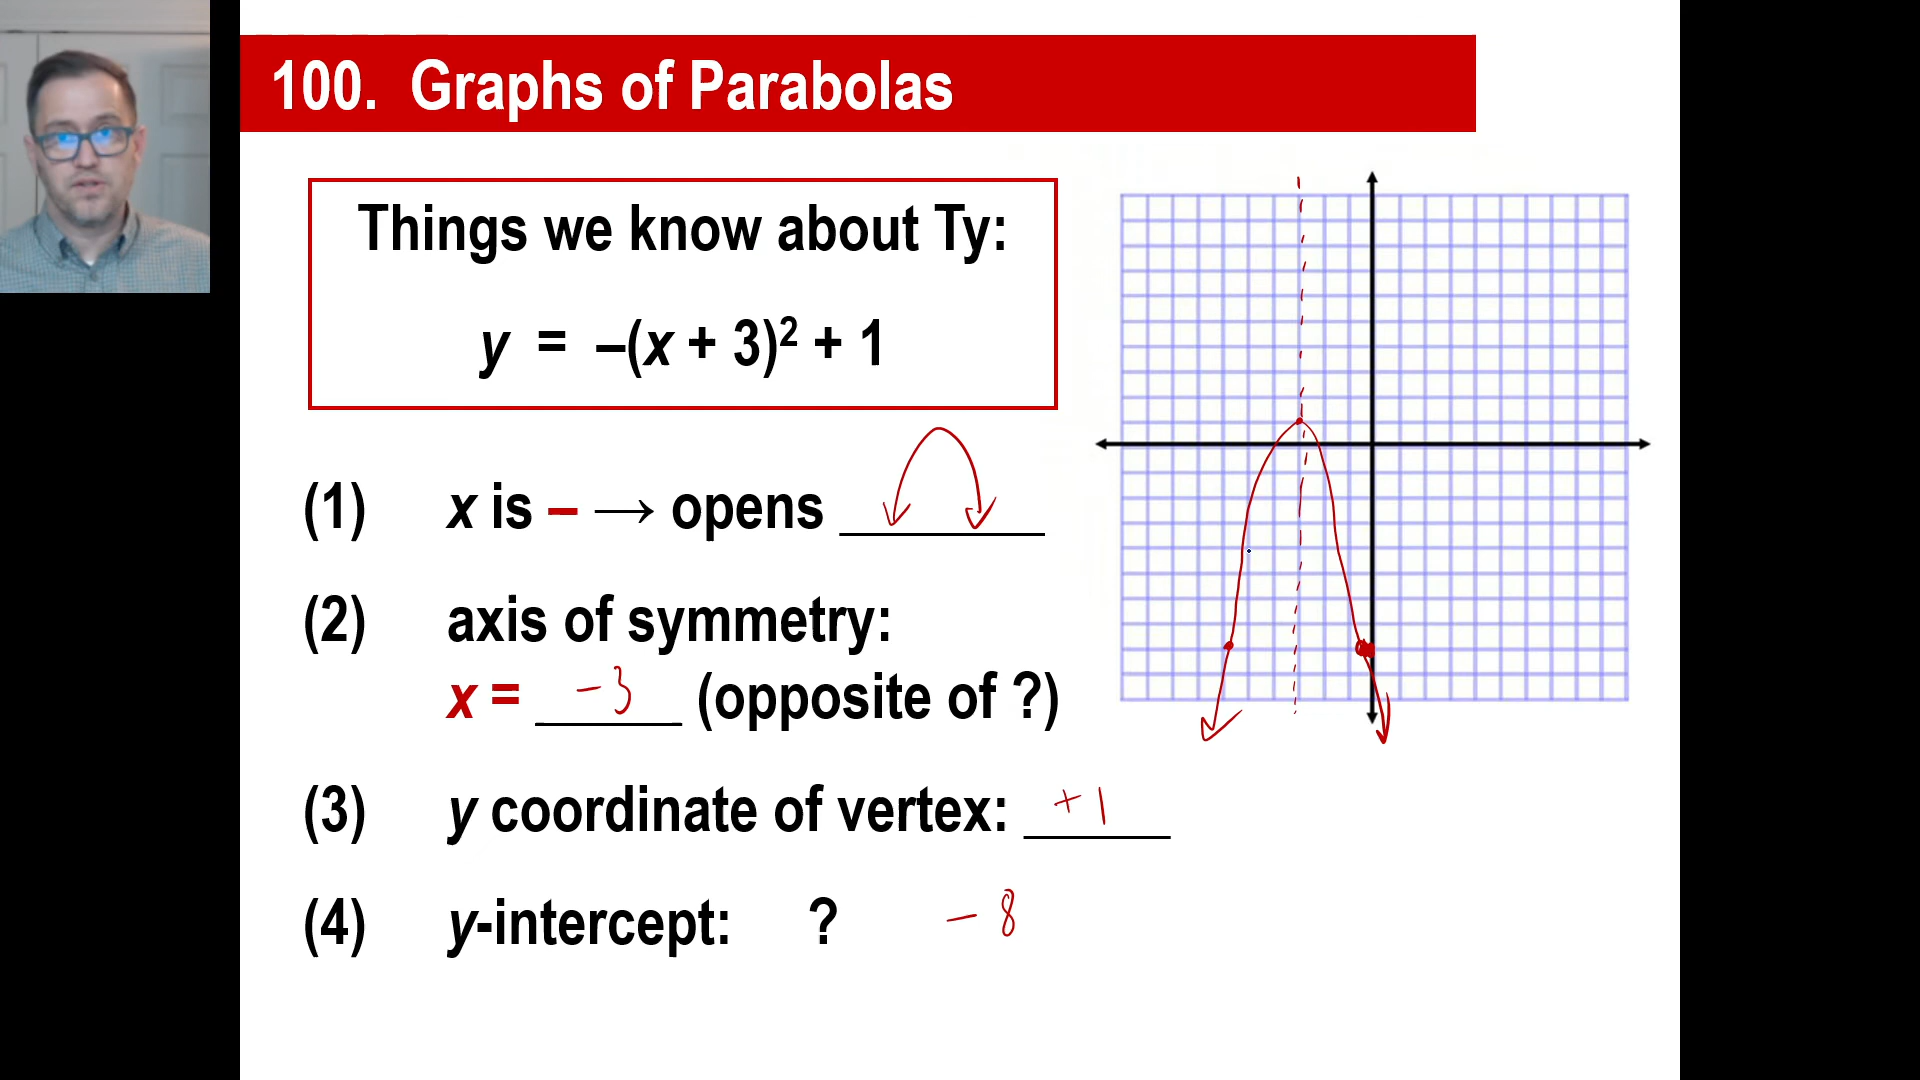 100. Graphs of Parabolas
Things we know about Ty:
y = –(x + 3)² + 1
(1) x is – → opens
(2) axis of symmetry:
x = -3 (opposite of ?)
(3) y coordinate of vertex: +1
(4) y-intercept: ? -8